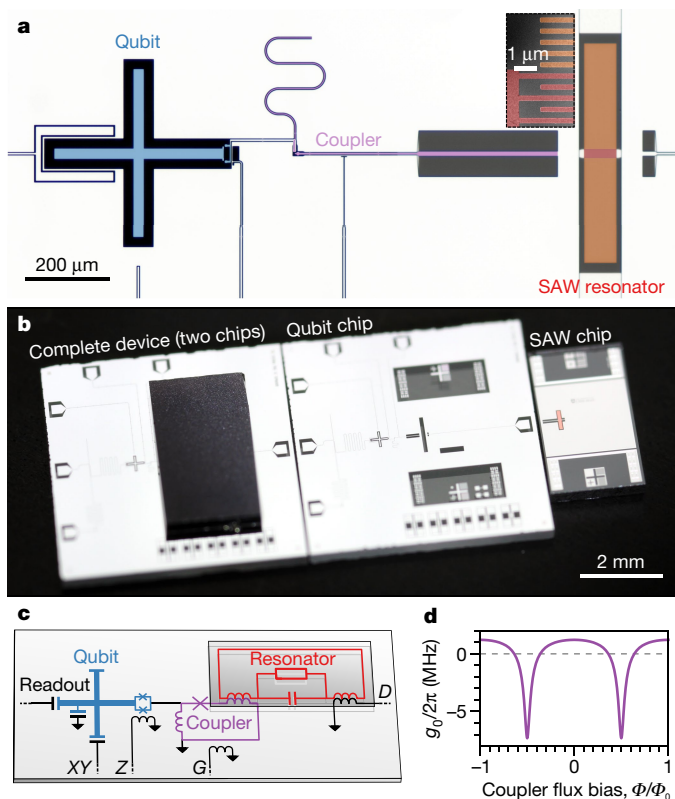 a
Qubit
1 μm
Coupler
200 μm
SAW resonator
b
Complete device (two chips)
Qubit chip
SAW chip
2 mm
c
Qubit
Readout
Resonator
D
Coupler
XY
Z
G
d
g₀/2π (MHz)
0
−5
−1
0
1
Coupler flux bias, Φ/Φ₀